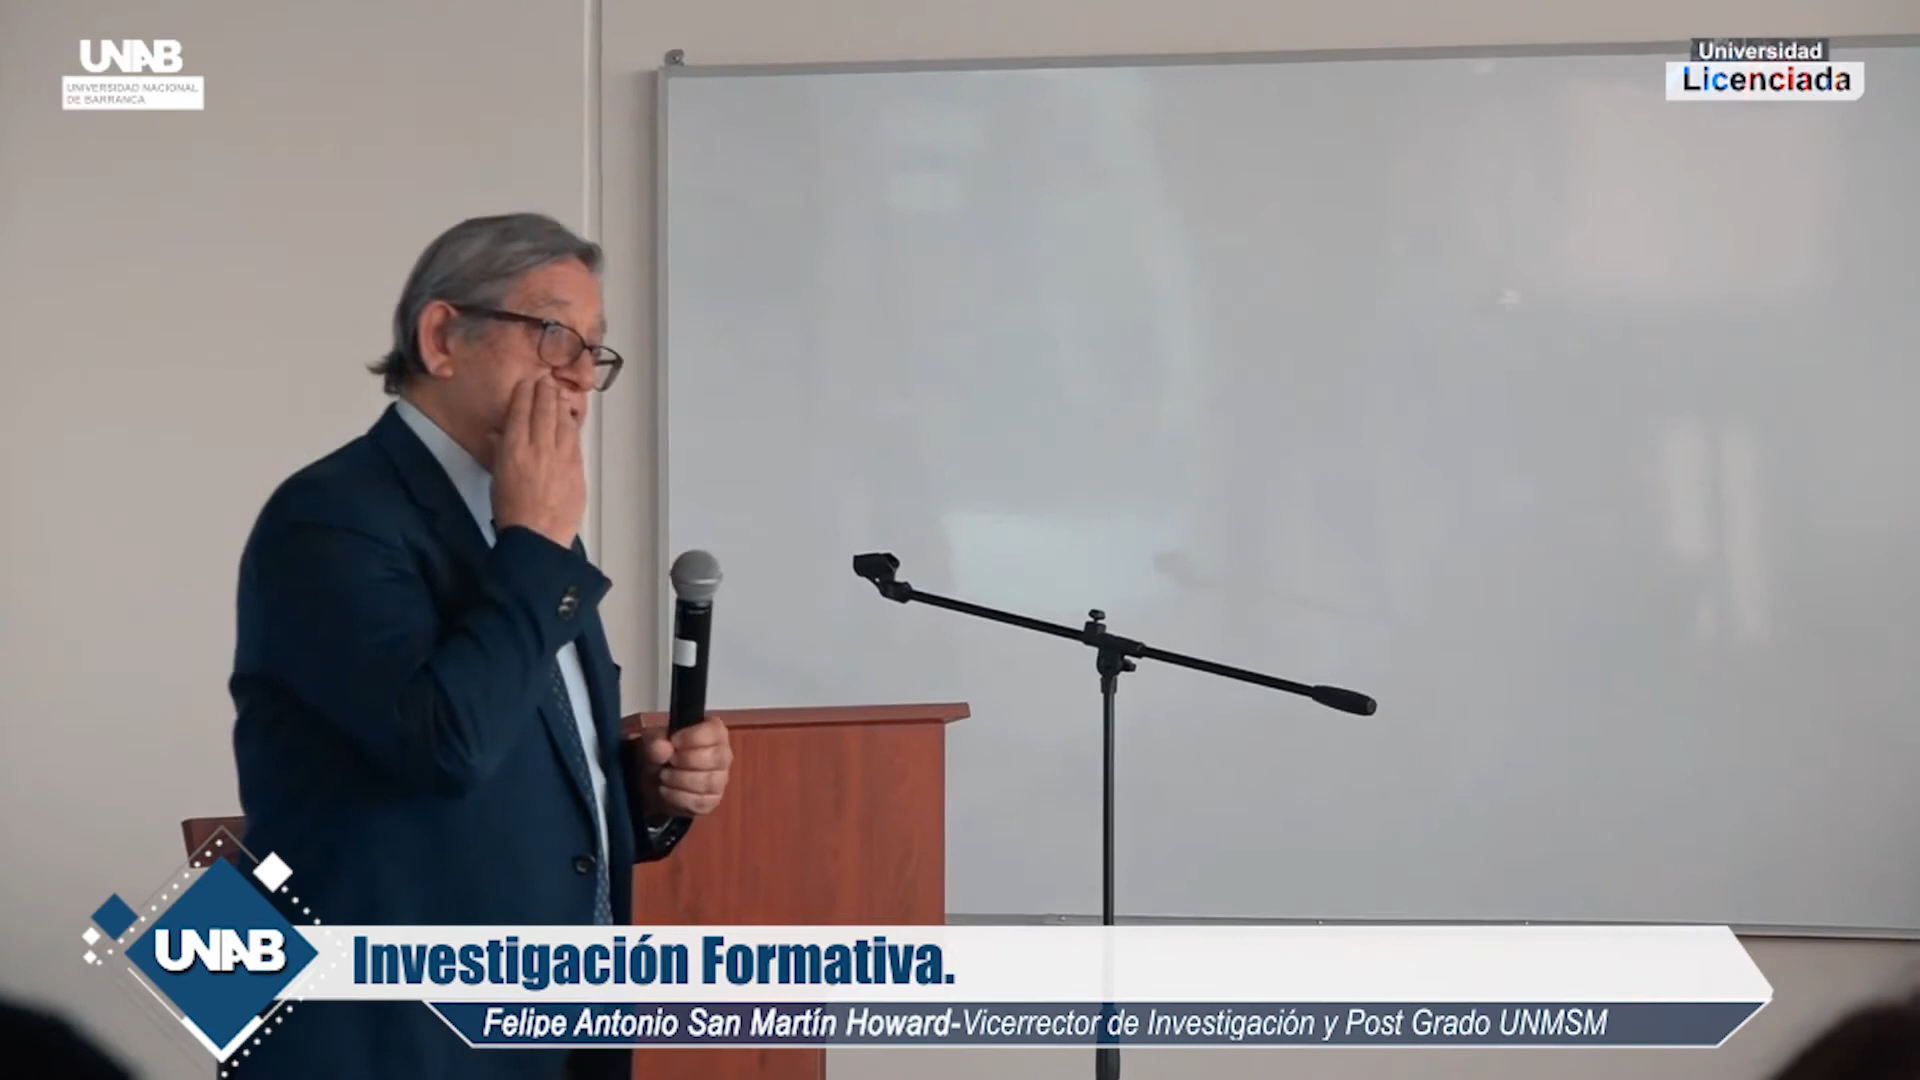 UNAB
UNIVERSIDAD NACIONAL
DE BARRANCA
Universidad
Licenciada
UNAB
Investigación Formativa.
Felipe Antonio San Martín Howard-Vicerrector de Investigación y Post Grado UNMSM